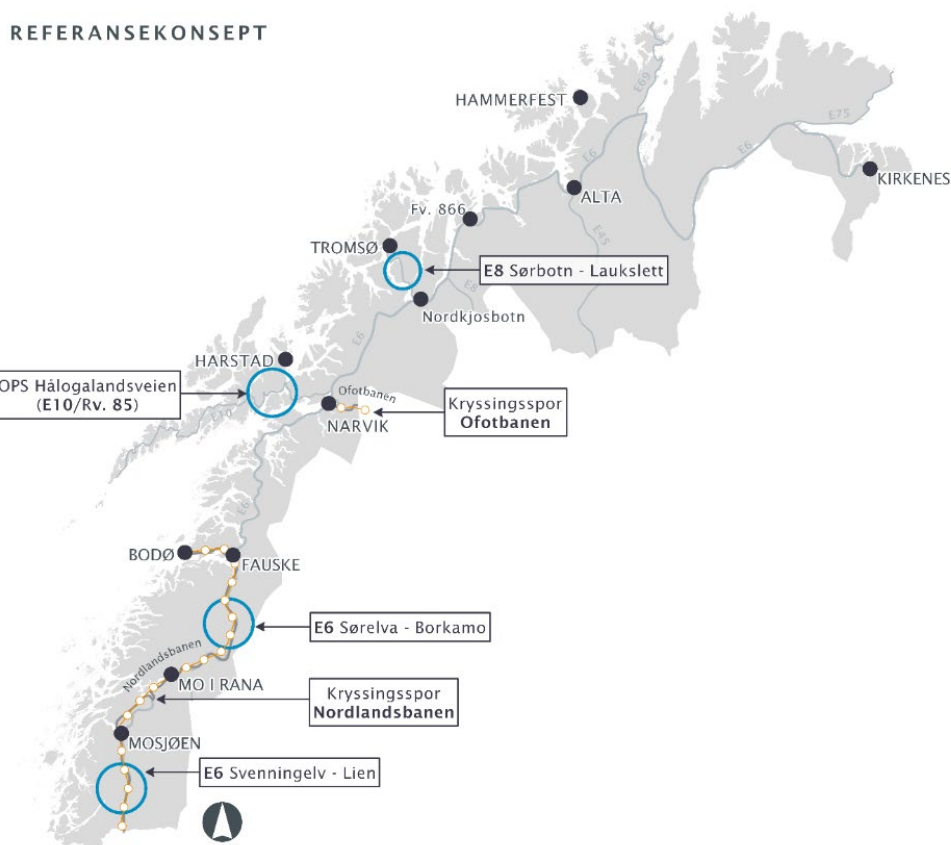 REFERANSEKONSEPT
E69
HAMMERFEST
E75
E6
E6
KIRKENES
ALTA
Fv. 866
E45
TROMSØ
E8 Sørbotn - Laukslett
E8
Nordkjosbotn
E6
HARSTAD
OPS Hålogalandsveien
(E10/Rv. 85)
Ofotbanen
Kryssingsspor
Ofotbanen
E10
NARVIK
E6
BODØ
FAUSKE
E6 Sørelva - Borkamo
Nordlandsbanen
MO I RANA
Kryssingsspor
Nordlandsbanen
MOSJØEN
E6 Svenningelv - Lien